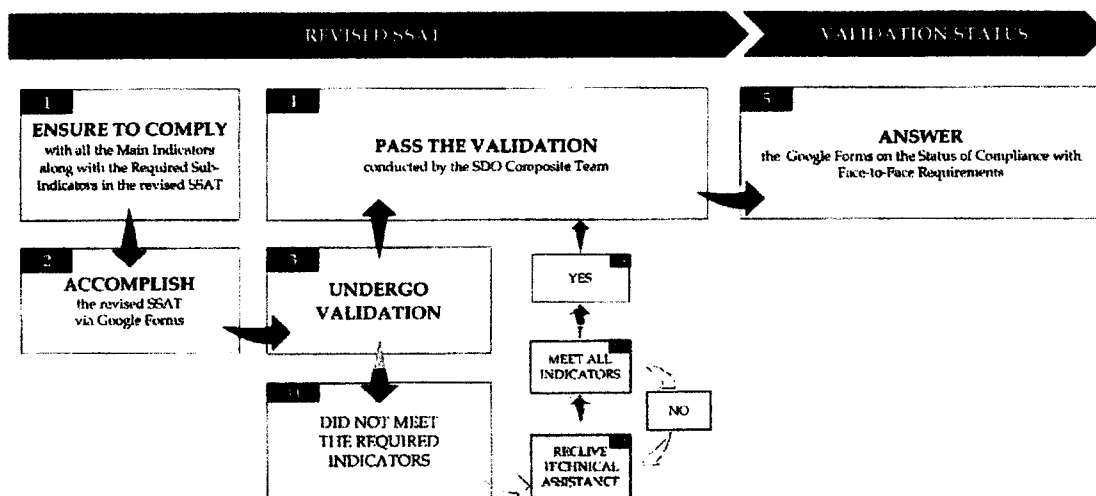 REVISED SSAT
VALIDATION STATUS
1
ENSURE TO COMPLY
with all the Main Indicators
along with the Required Sub-
Indicators in the revised SSAT
2
ACCOMPLISH
the revised SSAT
via Google Forms
3
UNDERGO
VALIDATION
DID NOT MEET
THE REQUIRED
INDICATORS
RECEIVE
TECHNICAL
ASSISTANCE
MEET ALL
INDICATORS
NO
YES
4
PASS THE VALIDATION
conducted by the SDO Composite Team
5
ANSWER
the Google Forms on the Status of Compliance with
Face-to-Face Requirements